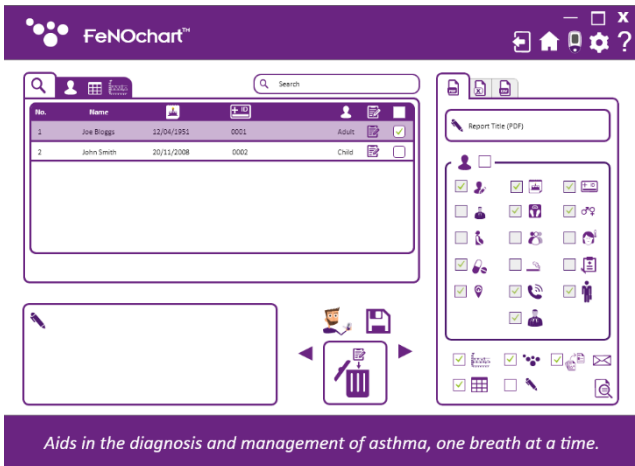 FeNOchart™
?
Search
No. Name ID
1 Joe Bloggs 12/04/1951 0001 Adult
2 John Smith 20/11/2008 0002 Child
Report Title (PDF)
Aids in the diagnosis and management of asthma, one breath at a time.